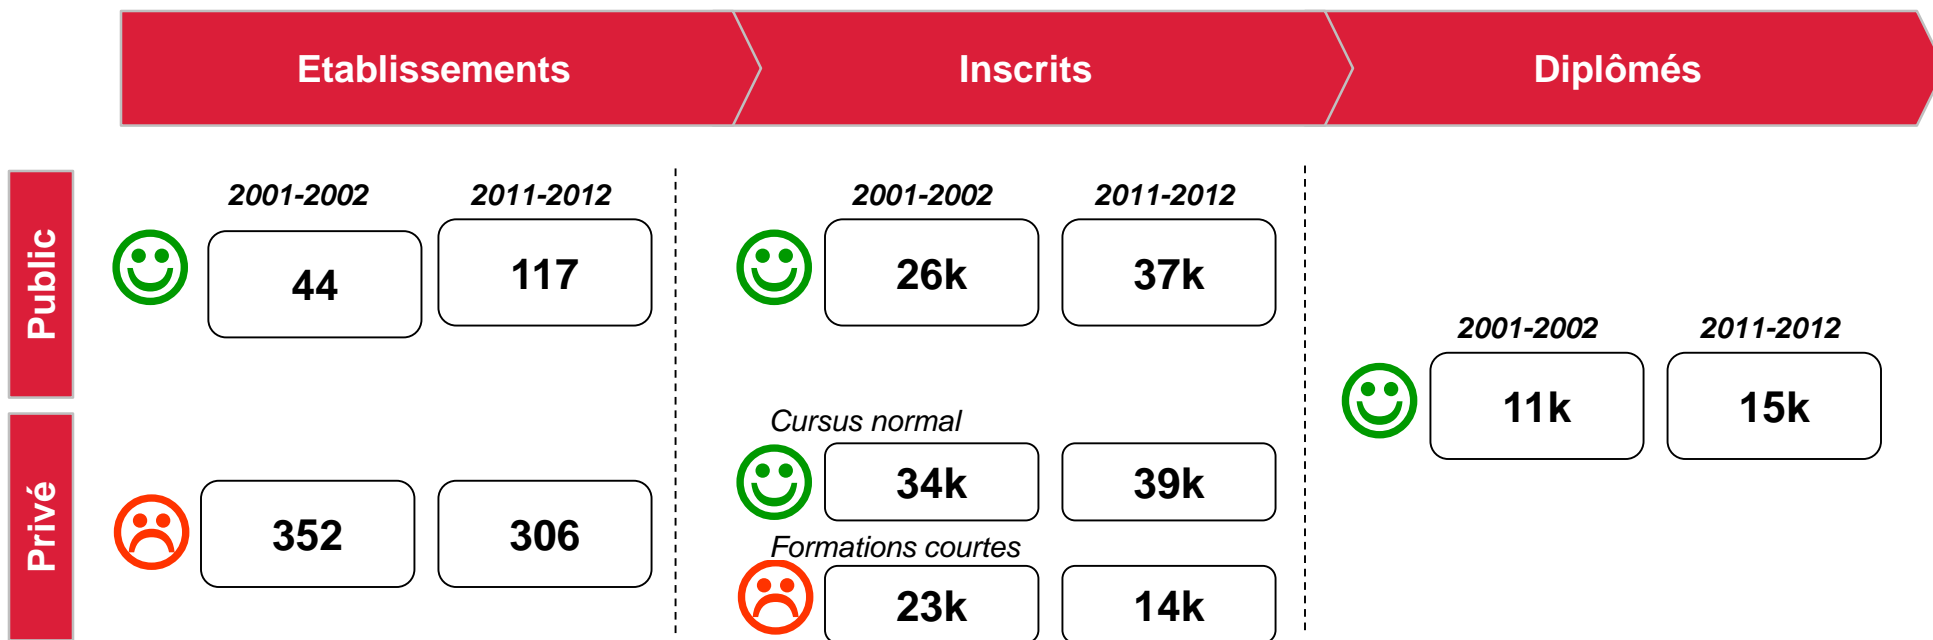 Etablissements
Inscrits
Diplômés
Public
2001-2002 2011-2012
44 117
2001-2002 2011-2012
26k 37k
2001-2002 2011-2012
11k 15k
Privé
352 306
Cursus normal
34k 39k
Formations courtes
23k 14k